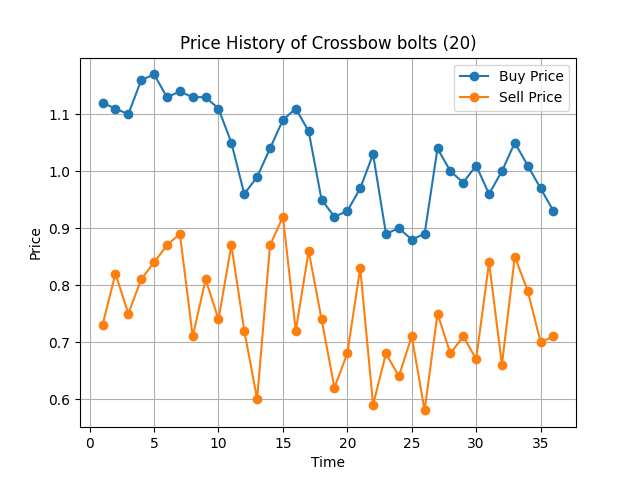 Price History of Crossbow bolts (20)
Buy Price
Sell Price
1.1
1.0
0.9
0.8
0.7
0.6
Price
0 5 10 15 20 25 30 35
Time